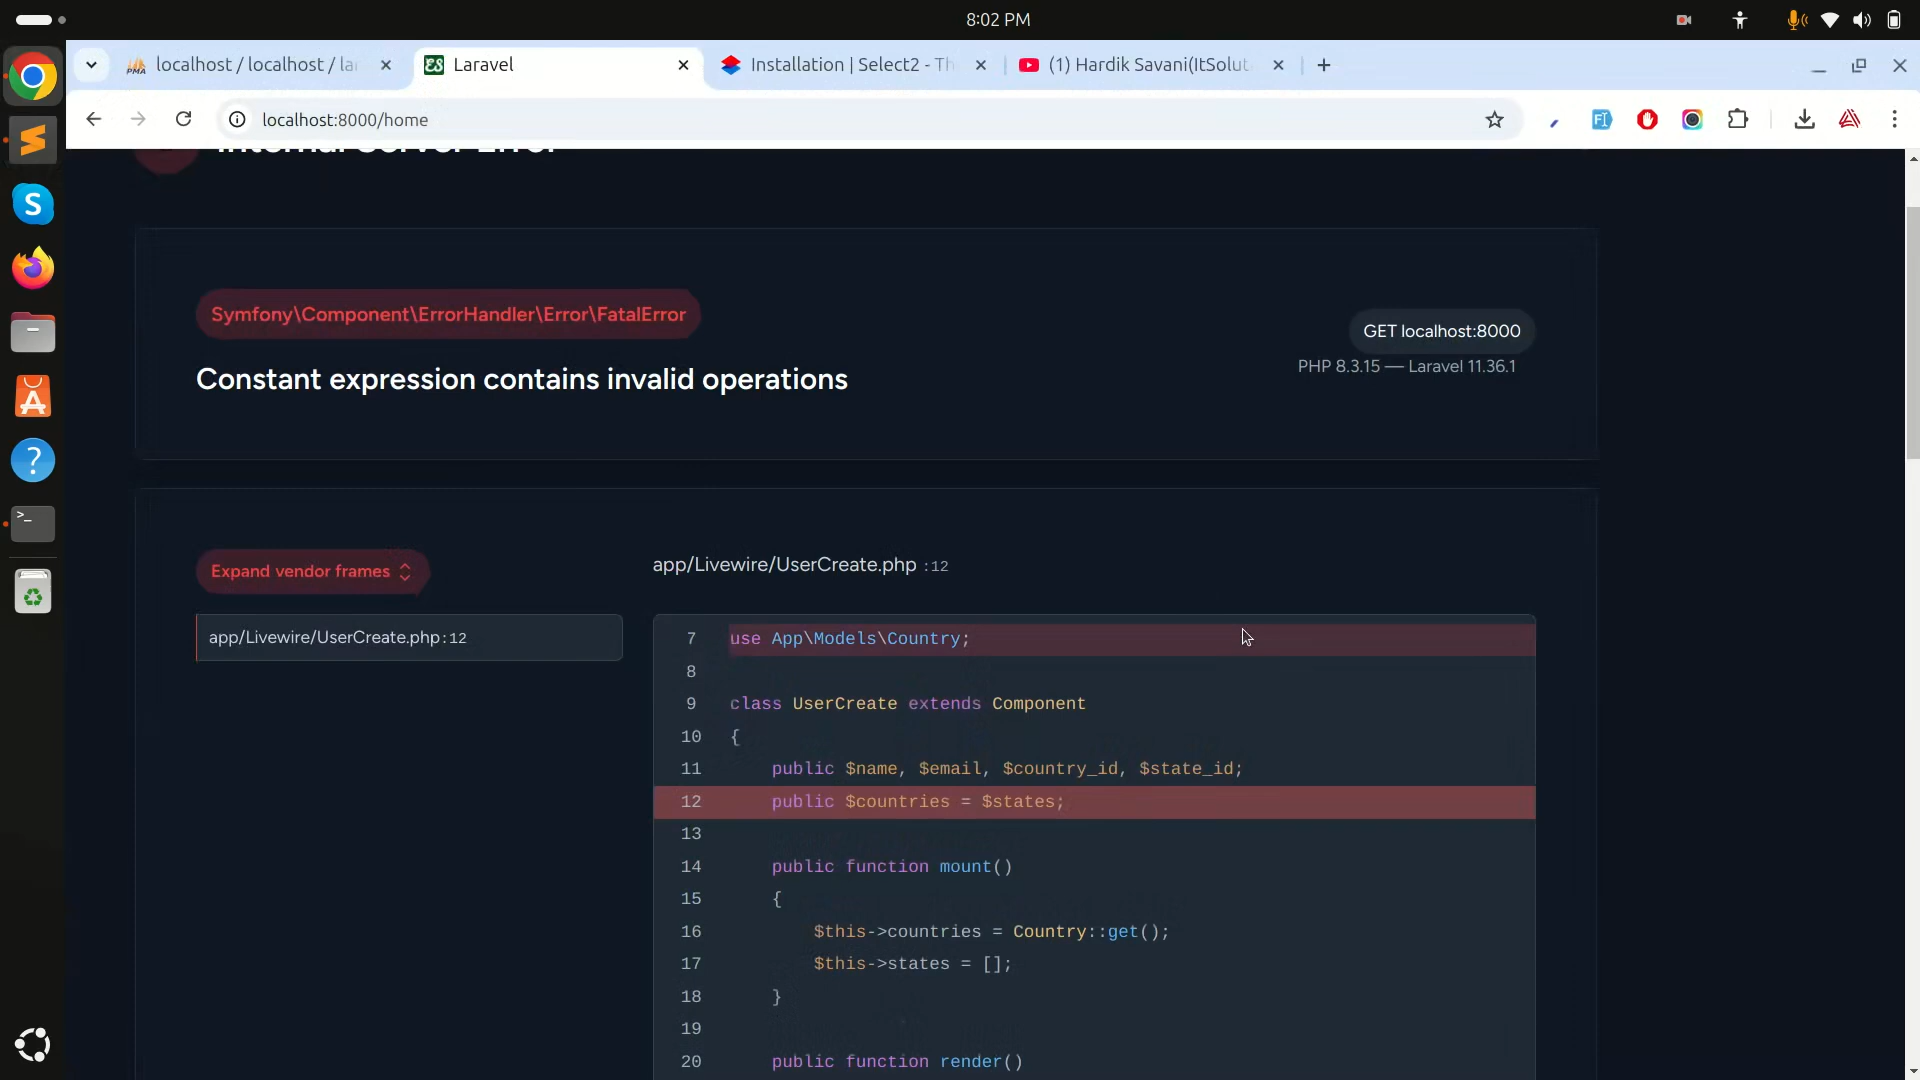 8:02 PM
localhost / localhost / la
Laravel
Installation | Select2 - Th
(1) Hardik Savani(ItSolut
localhost:8000/home
Internal Server Error
Symfony\Component\ErrorHandler\Error\FatalError
Constant expression contains invalid operations
GET localhost:8000
PHP 8.3.15 — Laravel 11.36.1
Expand vendor frames
app/Livewire/UserCreate.php:12
app/Livewire/UserCreate.php :12
7 use App\Models\Country;
8
9 class UserCreate extends Component
10 {
11 public $name, $email, $country_id, $state_id;
12 public $countries = $states;
13
14 public function mount()
15 {
16 $this->countries = Country::get();
17 $this->states = [];
18 }
19
20 public function render()